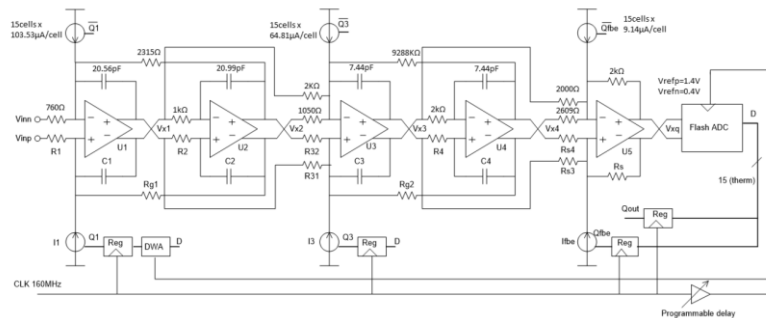 15cells x
103.53µA/cell
Q1
15cells x
64.81µA/cell
Q3
Qfbe
15cells x
9.14µA/cell
2315Ω
20.56pF
20.99pF
2KΩ
9288KΩ
7.44pF
7.44pF
2000Ω
2kΩ
Vrefp=1.4V
Vrefn=0.4V
760Ω
1kΩ
1050Ω
2kΩ
2609Ω
Vinn
Vinp
Vx1
Vx2
Vx3
Vx4
Vxq
Flash ADC
D
R1
U1
R2
U2
R32
U3
R4
U4
Rs4
U5
C1
C2
R31
C3
C4
Rs3
Rs
Rg1
Rg2
15 (therm)
I1
Q1
Reg
DWA
D
I3
Q3
Reg
D
Qout
Reg
Ifbe
Qfbe
Reg
CLK 160MHz
Programmable delay